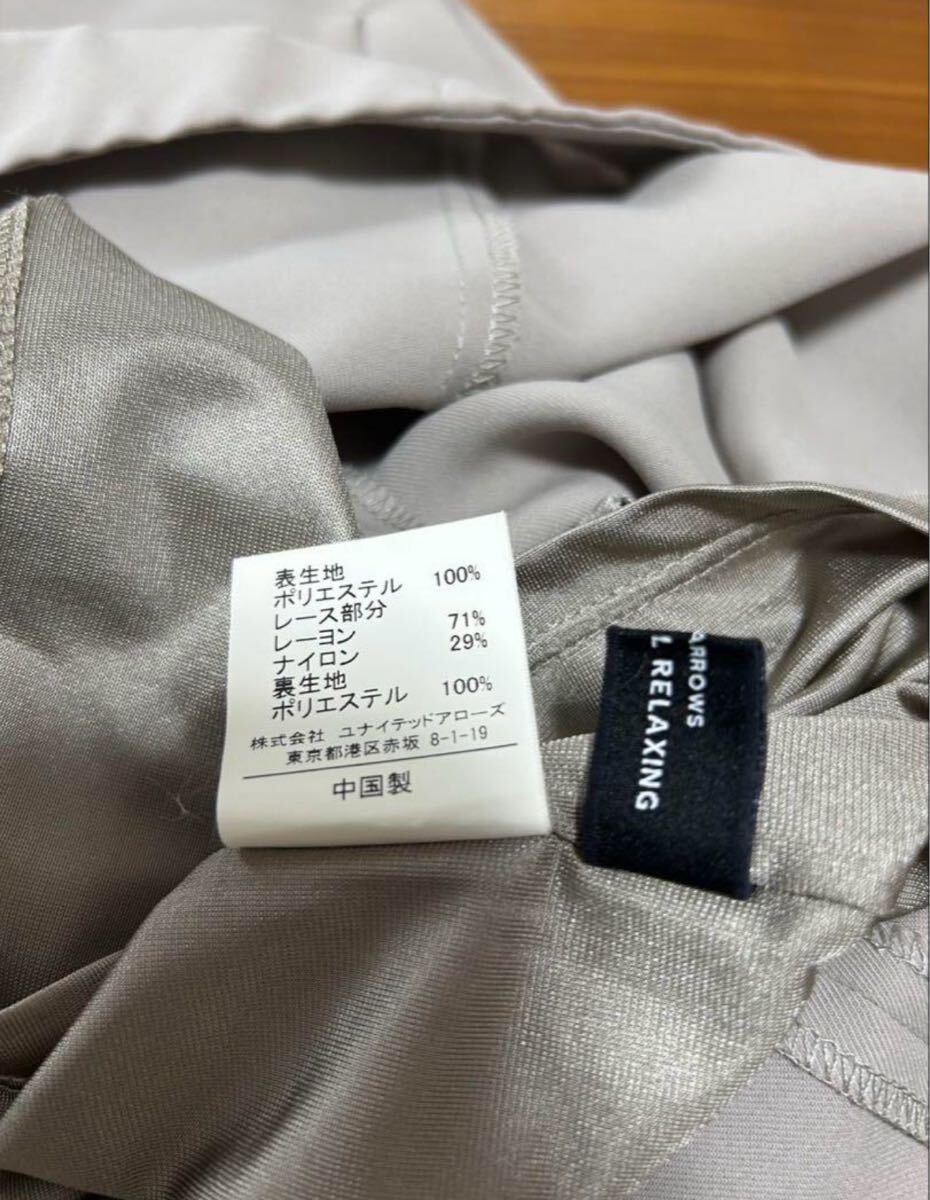 表生地
ポリエステル 100%
レース部分
レーヨン 71%
ナイロン 29%
裏生地
ポリエステル 100%
株式会社 ユナイテッドアローズ
東京都港区赤坂 8-1-19
中国製
ARROWS
L RELAXING